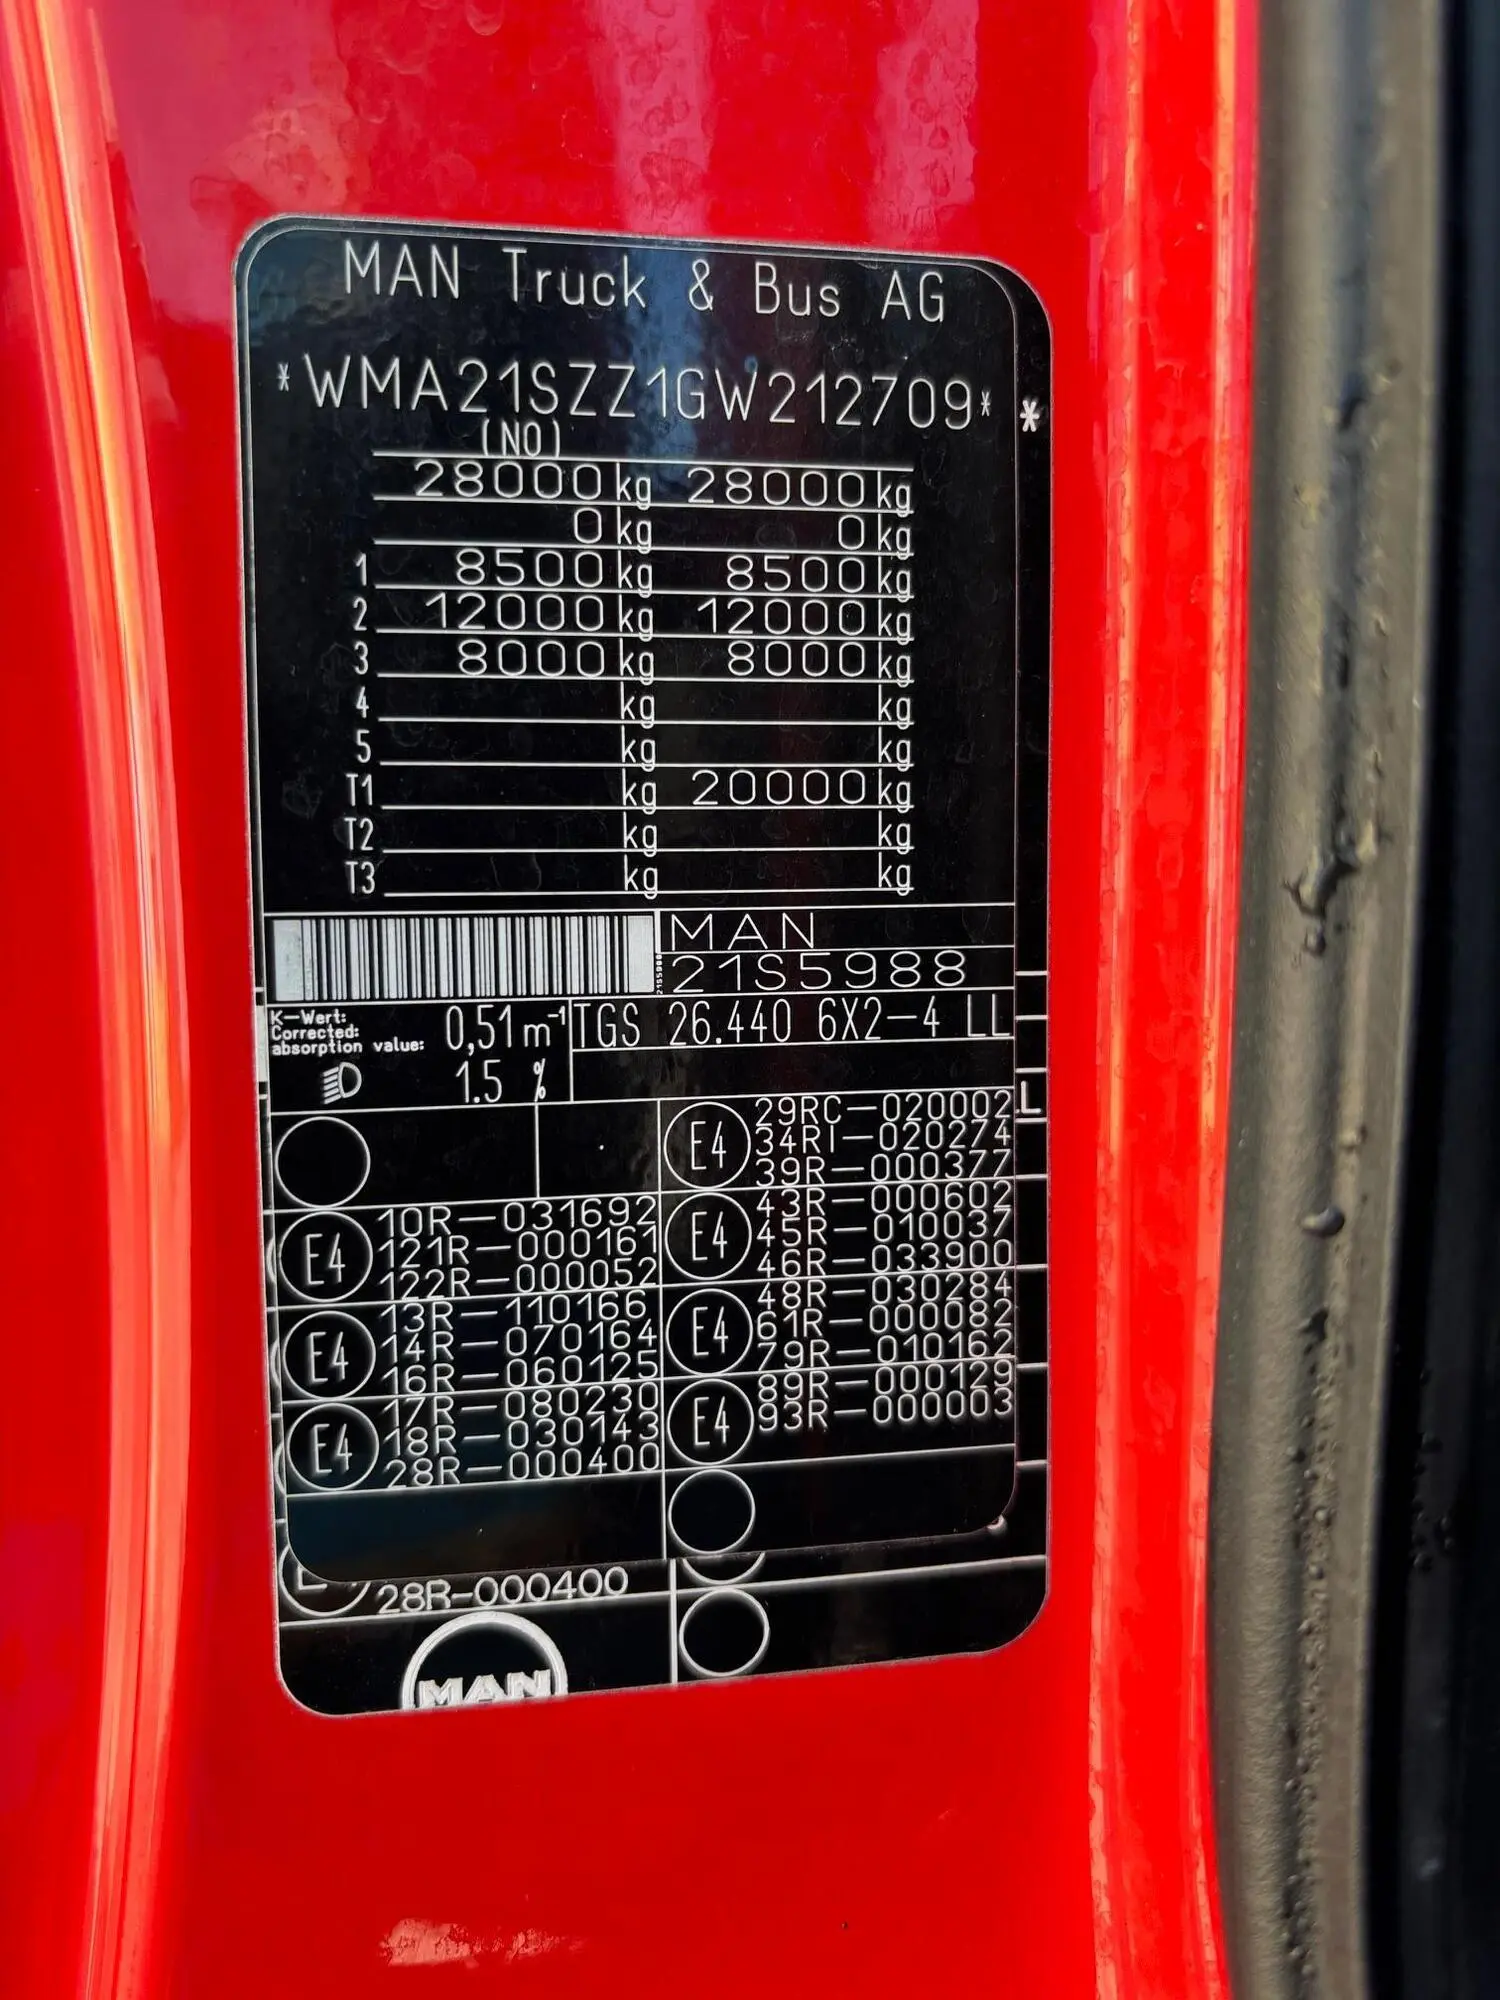 MAN Truck & Bus AG
*WMA21SZZ1GW212709* *
(NO)
28000kg 28000kg
0kg 0kg
1 8500kg 8500kg
2 12000kg 12000kg
3 8000kg 8000kg
4 kg kg
5 kg kg
T1 kg 20000kg
T2 kg kg
T3 kg kg
MAN
21S5988
21S5988
K-Wert:
Corrected:
absorption value: 0,51m⁻¹
TGS 26.440 6X2-4 LL
1.5 %
L
E4
10R-031692
121R-000161
122R-000052
E4
13R-110166
14R-070164
16R-060125
E4
17R-080230
18R-030143
28R-000400
E4
29RC-020002
34RI-020274
39R-000377
E4
43R-000602
45R-010037
46R-033900
E4
48R-030284
61R-000082
79R-010162
E4
89R-000129
93R-000003
28R-000400
MAN